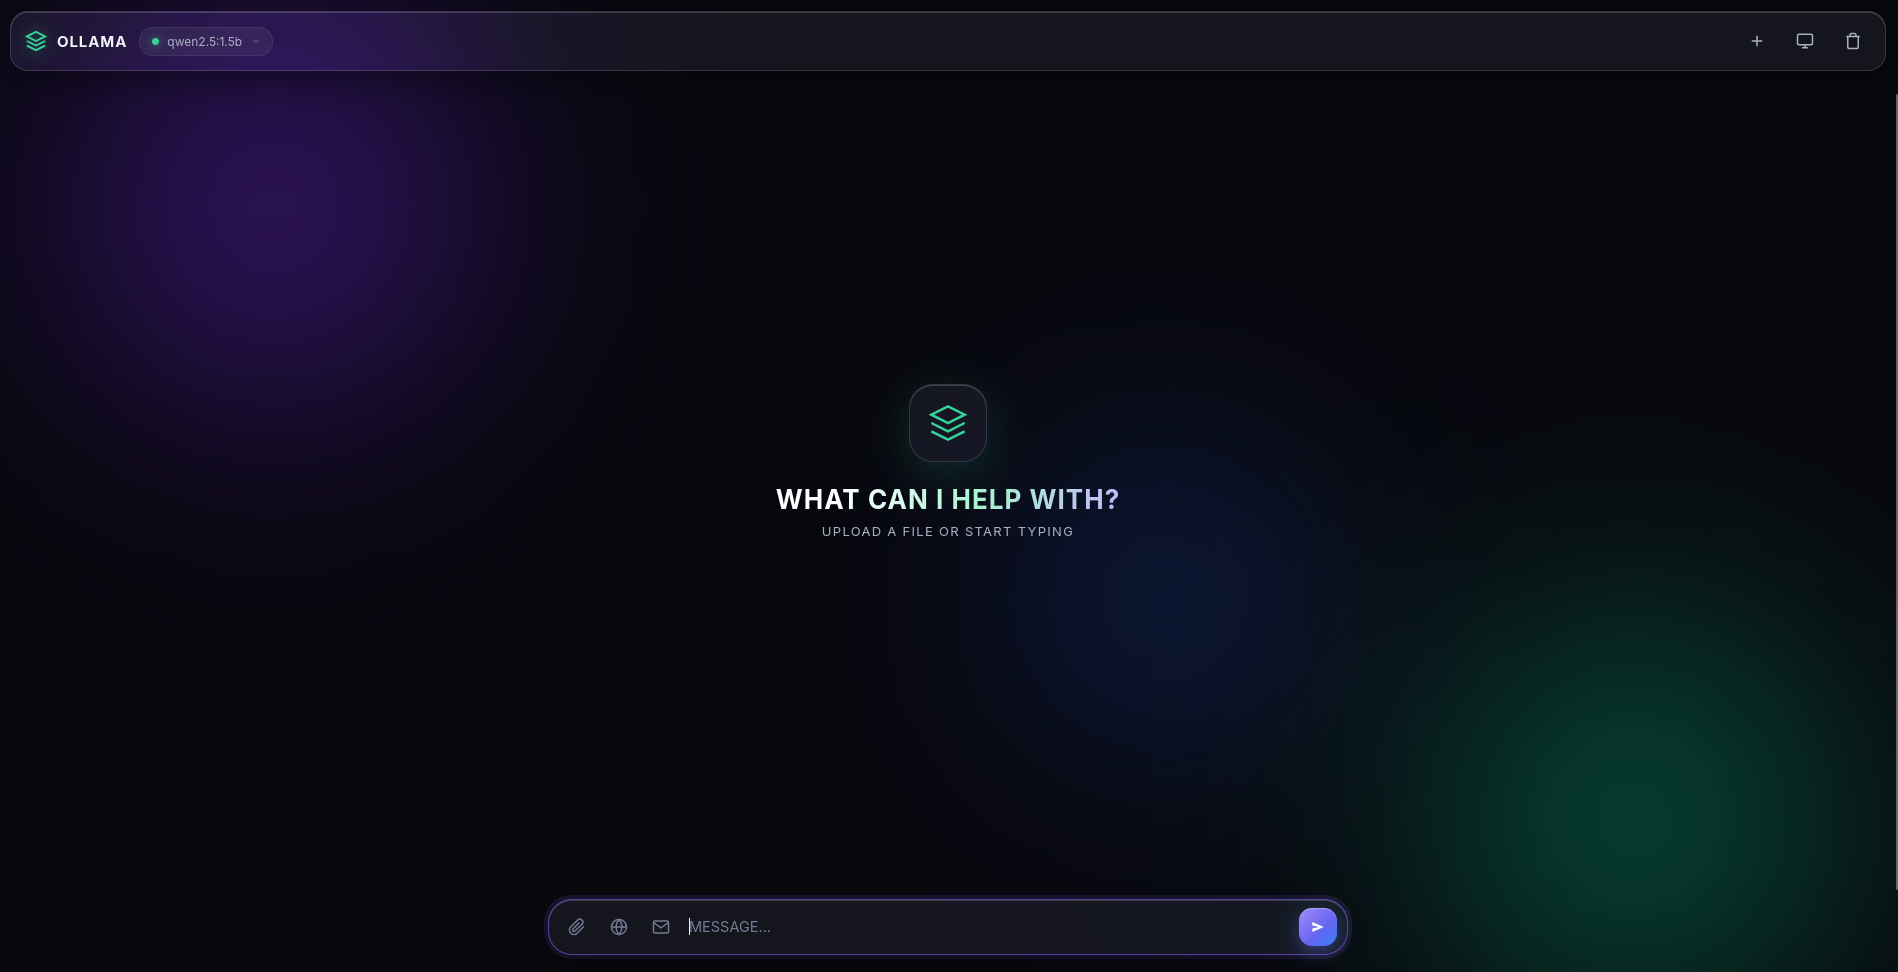 OLLAMA
qwen2.5:1.5b
WHAT CAN I HELP WITH?
UPLOAD A FILE OR START TYPING
MESSAGE...